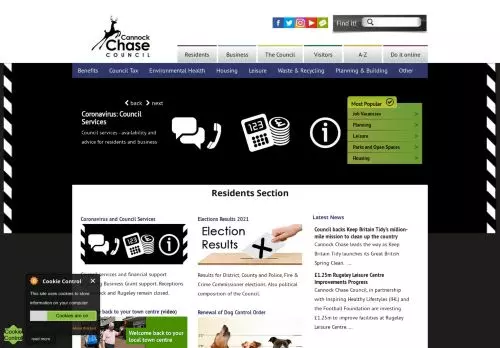 Cannock
Chase
COUNCIL
Find it!
Residents Business The Council Visitors A-Z Do it online
Benefits Council Tax Environmental Health Housing Leisure Waste & Recycling Planning & Building Other
back next
Coronavirus: Council
Services
Council services - availability and
advice for residents and business
Most Popular
Job Vacancies
Planning
Leisure
Parks and Open Spaces
Housing
Residents Section
Coronavirus and Council Services
services and financial support
Business Grant support. Receptions
and Rugeley remain closed.
back to your town centre (video)
Welcome back to your
local town centre
Elections Results 2021
Election
Results
Results for District, County and Police, Fire &
Crime Commissioner elections. Also political
composition of the Council.
Renewal of Dog Control Order
Latest News
Council backs Keep Britain Tidy's million-
mile mission to clean up the country
Cannock Chase leads the way as Keep
Britain Tidy launches its Great British
Spring Clean. ...
£1.25m Rugeley Leisure Centre
Improvements Progress
Cannock Chase Council, in partnership
with Inspiring Healthy Lifestyles (IHL) and
the Football Foundation are investing
£1.25m to improve facilities at Rugeley
Leisure Centre ...
Cookie Control
This site uses cookies to store
information on your computer.
Cookies are on
read more
Cookie
Control